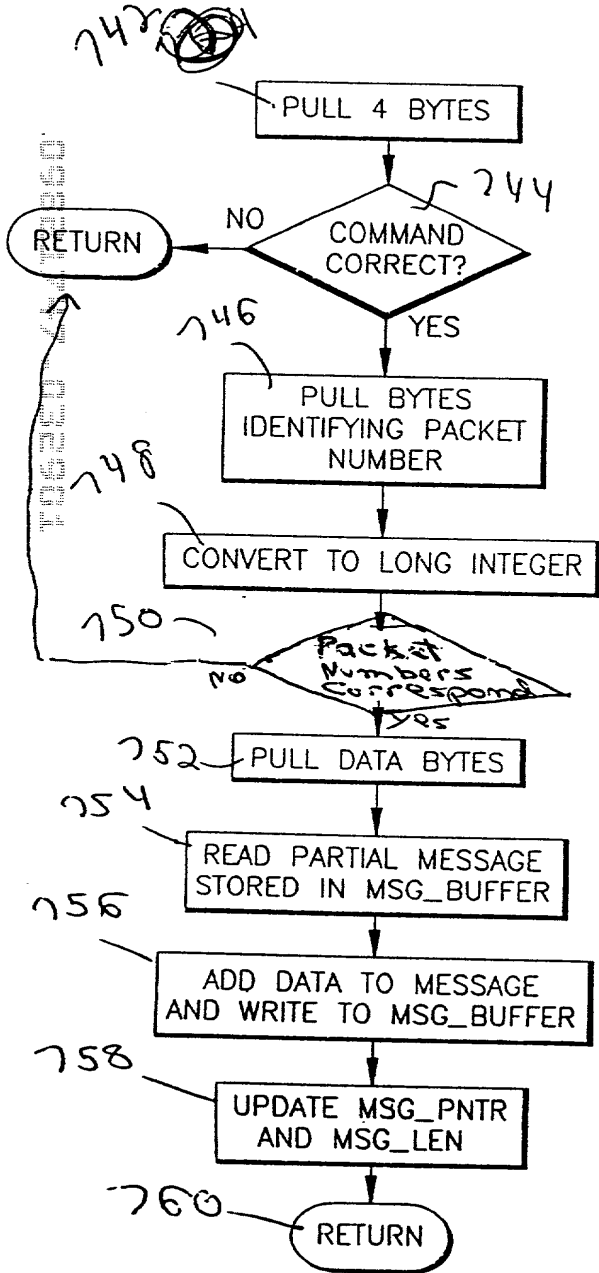 742
PULL 4 BYTES
744
NO
RETURN
COMMAND
CORRECT?
YES
746
PULL BYTES
IDENTIFYING PACKET
NUMBER
748
CONVERT TO LONG INTEGER
750
Packet
Numbers
Correspond
No
Yes
752
PULL DATA BYTES
754
READ PARTIAL MESSAGE
STORED IN MSG_BUFFER
756
ADD DATA TO MESSAGE
AND WRITE TO MSG_BUFFER
758
UPDATE MSG_PNTR
AND MSG_LEN
760
RETURN